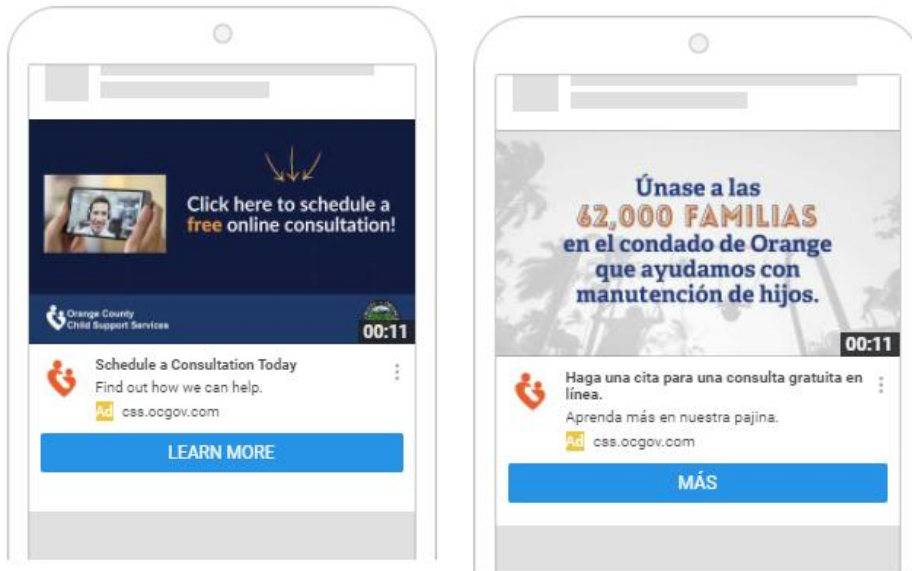 Click here to schedule a
free online consultation!
Orange County
Child Support Services
00:11
Schedule a Consultation Today
Find out how we can help.
Ad css.ocgov.com
LEARN MORE
Únase a las
62,000 FAMILIAS
en el condado de Orange
que ayudamos con
manutención de hijos.
00:11
Haga una cita para una consulta gratuita en
línea.
Aprenda más en nuestra pajina.
Ad css.ocgov.com
MÁS